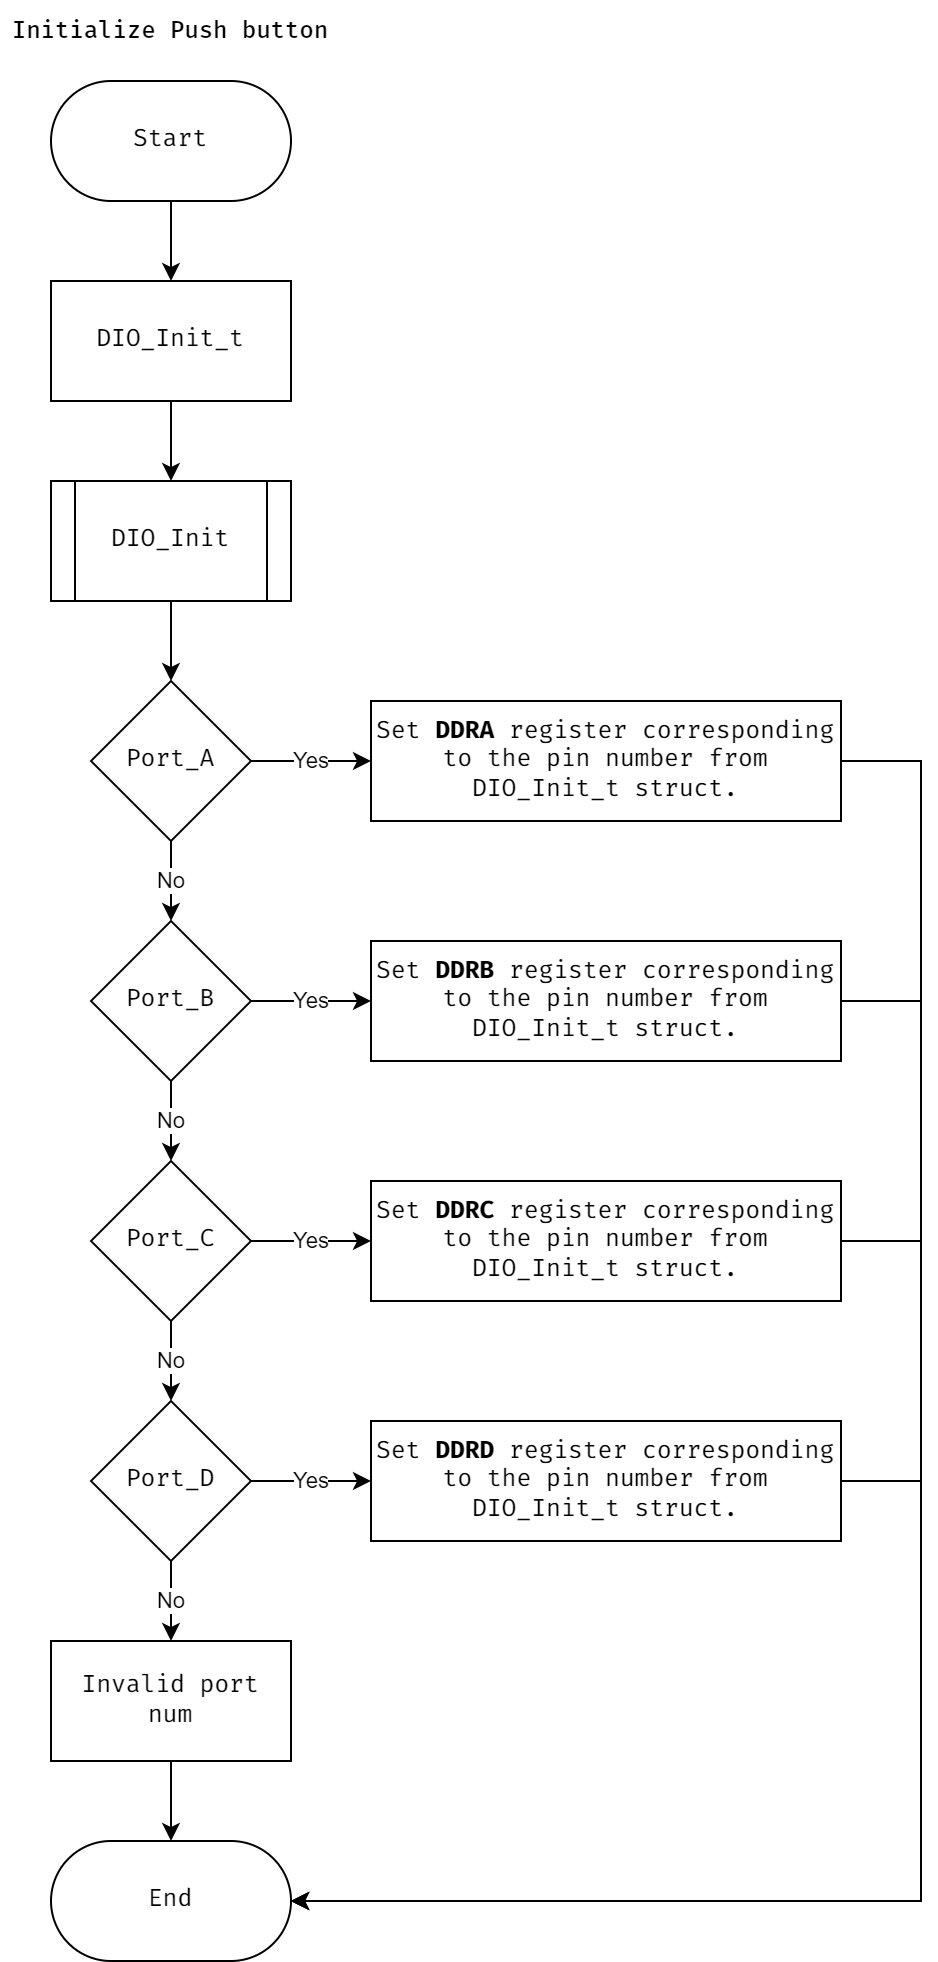 Initialize Push button
Start
DIO_Init_t
DIO_Init
Port_A
Yes
Set DDRA register corresponding
to the pin number from
DIO_Init_t struct.
No
Port_B
Yes
Set DDRB register corresponding
to the pin number from
DIO_Init_t struct.
No
Port_C
Yes
Set DDRC register corresponding
to the pin number from
DIO_Init_t struct.
No
Port_D
Yes
Set DDRD register corresponding
to the pin number from
DIO_Init_t struct.
No
Invalid port
num
End